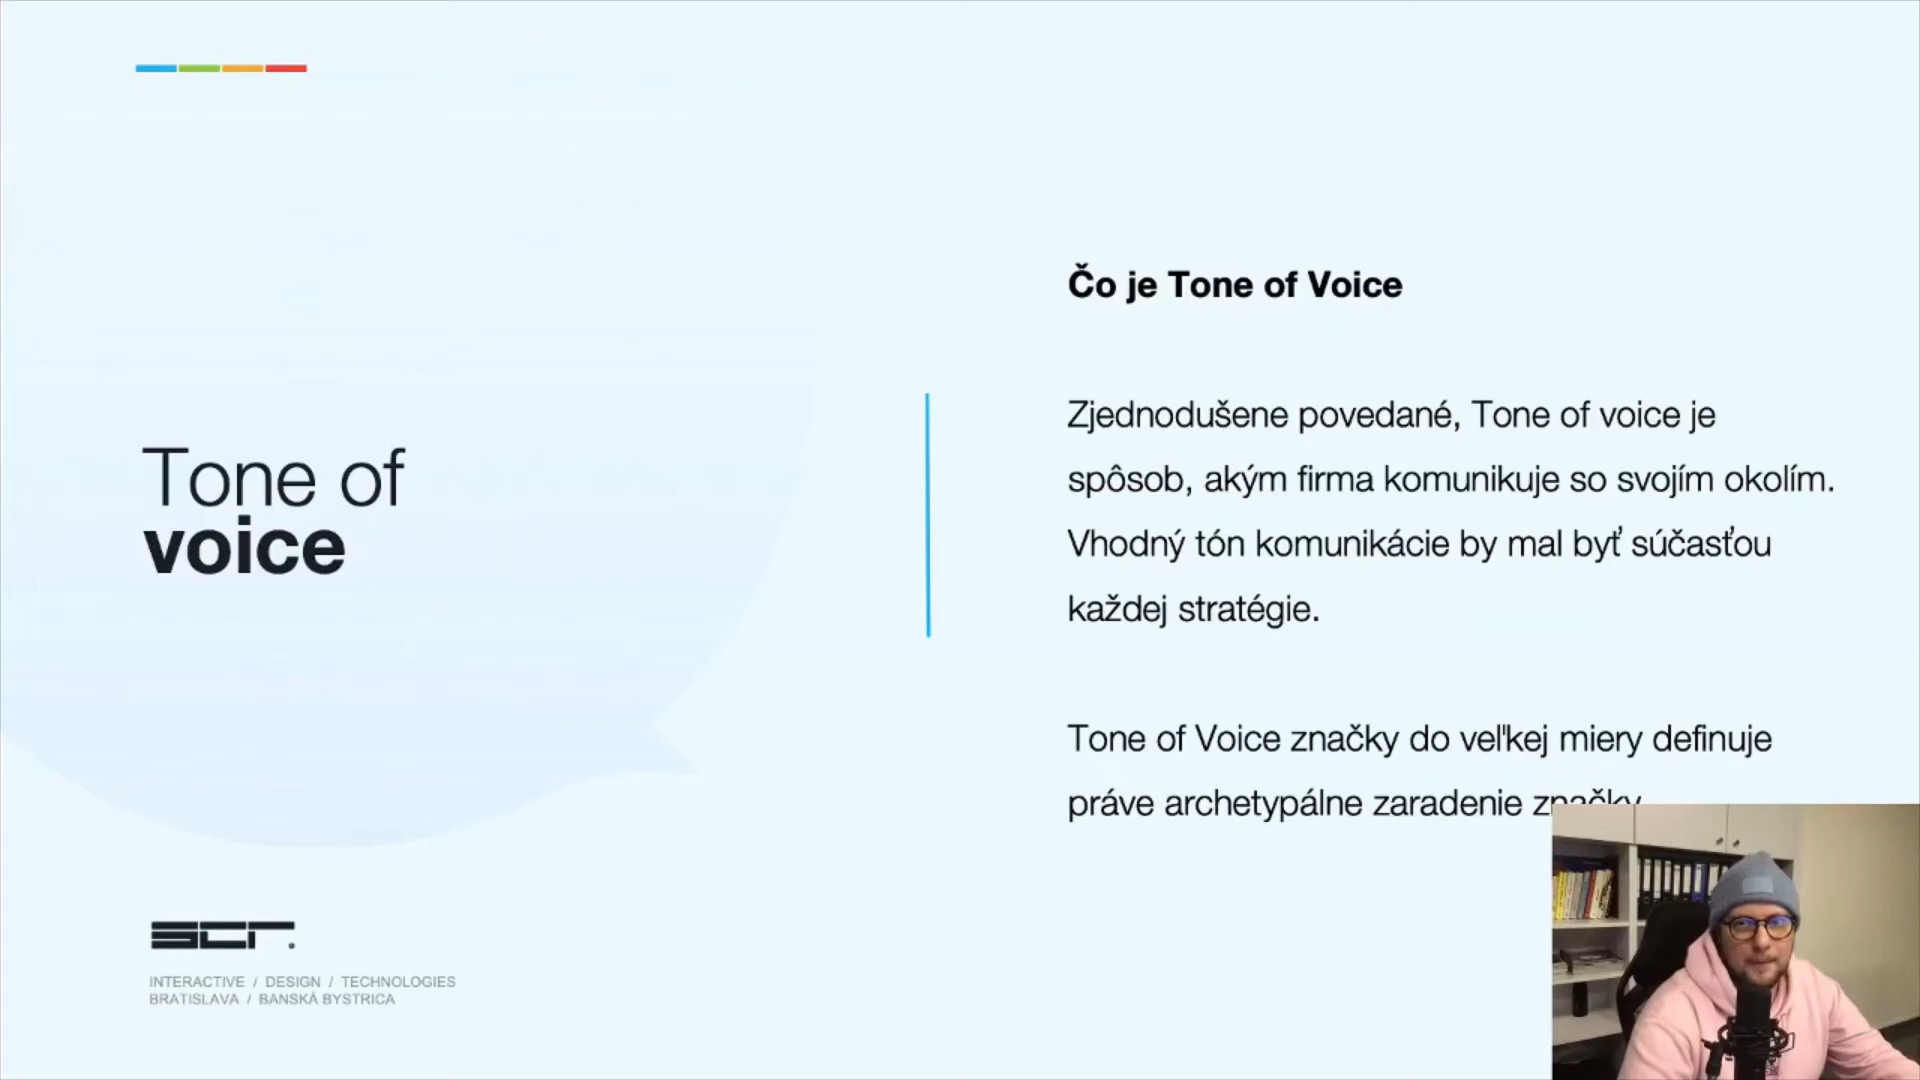 Tone of
voice
Čo je Tone of Voice
Zjednodušene povedané, Tone of voice je
spôsob, akým firma komunikuje so svojím okolím.
Vhodný tón komunikácie by mal byť súčasťou
každej stratégie.
Tone of Voice značky do veľkej miery definuje
práve archetypálne zaradenie značky
scr.
INTERACTIVE / DESIGN / TECHNOLOGIES
BRATISLAVA / BANSKÁ BYSTRICA